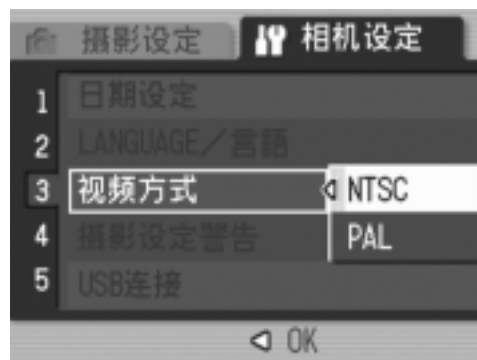 摄影设定 相机设定
1 日期设定
2 LANGUAGE／言語
3 视频方式 NTSC
4 摄影设定警告 PAL
5 USB连接
OK